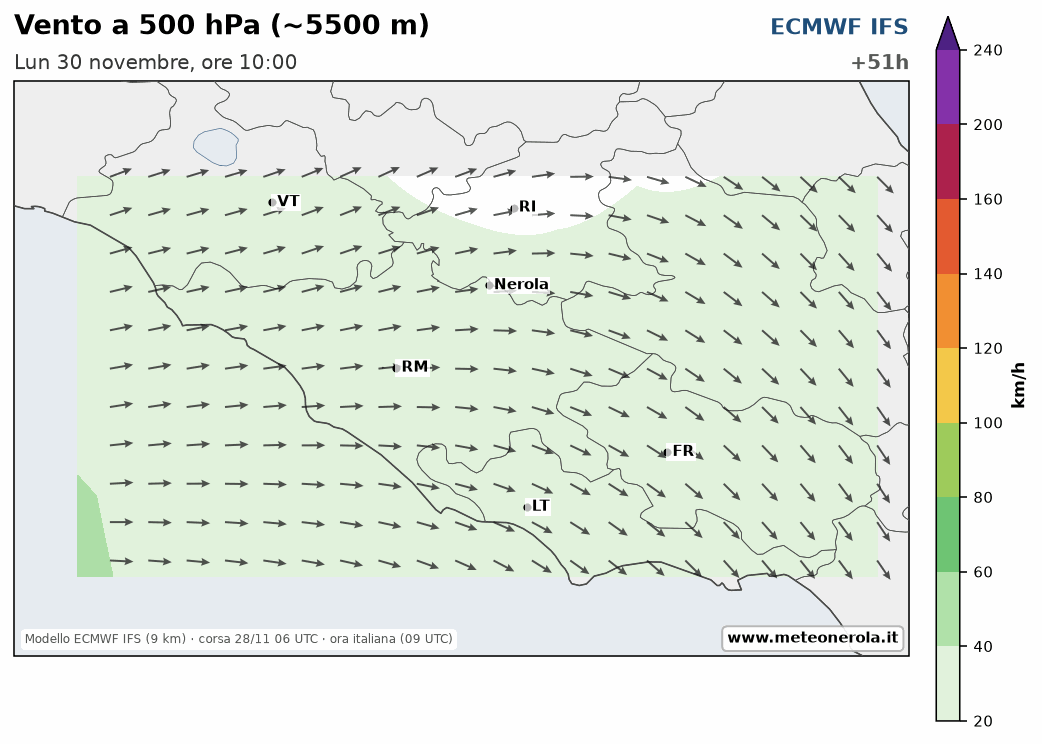 Vento a 500 hPa (~5500 m)
ECMWF IFS
Lun 30 novembre, ore 10:00
+51h
VT
RI
Nerola
RM
FR
LT
240
200
160
140
120
100
80
60
40
20
km/h
Modello ECMWF IFS (9 km) · corsa 28/11 06 UTC · ora italiana (09 UTC)
www.meteonerola.it